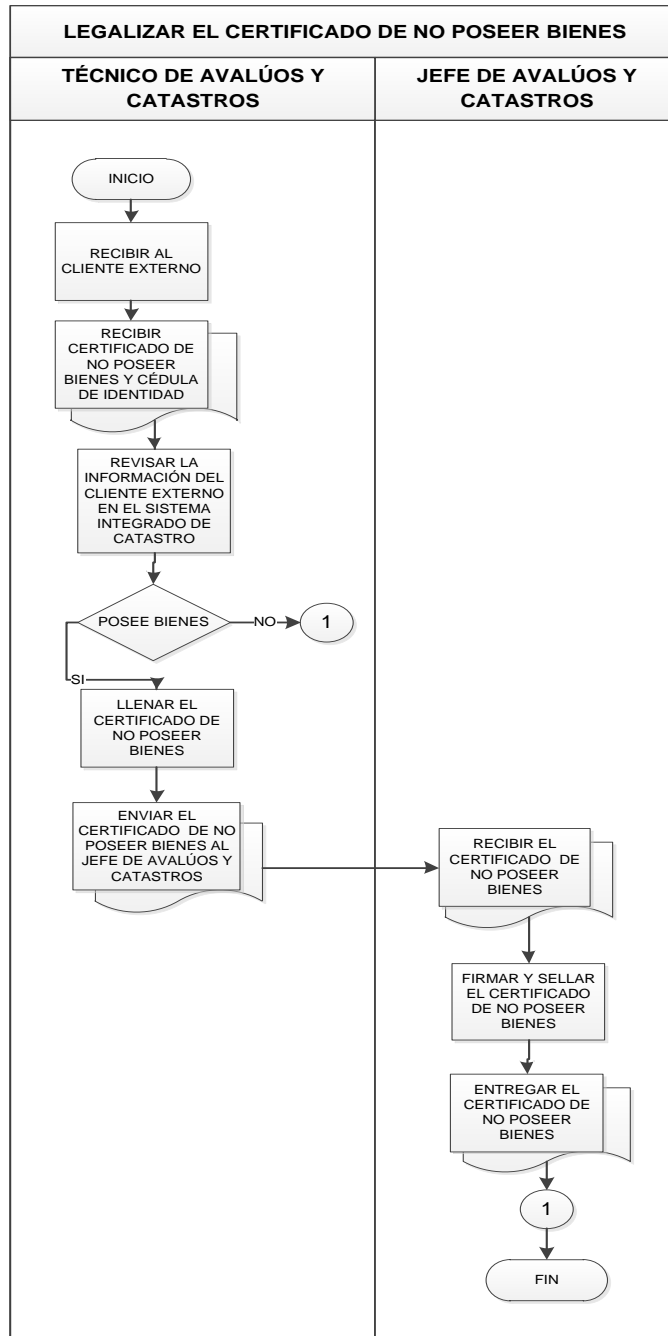 LEGALIZAR EL CERTIFICADO DE NO POSEER BIENES
TÉCNICO DE AVALÚOS Y
CATASTROS
JEFE DE AVALÚOS Y
CATASTROS
INICIO
RECIBIR AL
CLIENTE EXTERNO
RECIBIR
CERTIFICADO DE
NO POSEER
BIENES Y CÉDULA
DE IDENTIDAD
REVISAR LA
INFORMACIÓN DEL
CLIENTE EXTERNO
EN EL SISTEMA
INTEGRADO DE
CATASTRO
POSEE BIENES
NO
1
SI
LLENAR EL
CERTIFICADO DE
NO POSEER
BIENES
ENVIAR EL
CERTIFICADO DE NO
POSEER BIENES AL
JEFE DE AVALÚOS Y
CATASTROS
RECIBIR EL
CERTIFICADO DE
NO POSEER
BIENES
FIRMAR Y SELLAR
EL CERTIFICADO
DE NO POSEER
BIENES
ENTREGAR EL
CERTIFICADO DE
NO POSEER
BIENES
1
FIN